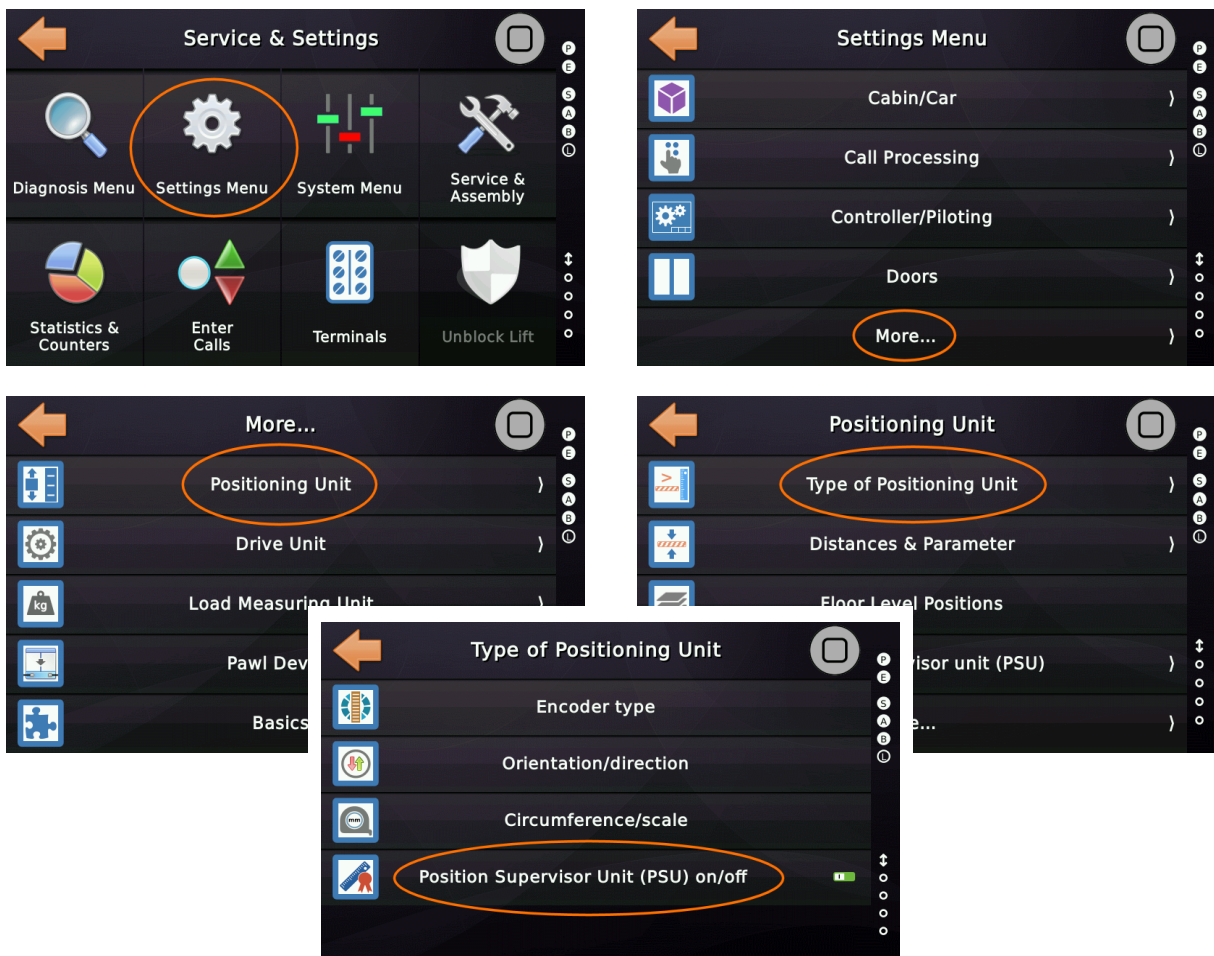 Service & Settings
P
E
S
A
B
L
Diagnosis Menu
Settings Menu
System Menu
Service &
Assembly
Statistics &
Counters
Enter
Calls
Terminals
Unblock Lift
Settings Menu
P
E
S
A
B
L
Cabin/Car
Call Processing
Controller/Piloting
Doors
More...
More...
P
E
S
A
B
L
Positioning Unit
Drive Unit
kg
Load Measuring Unit
Pawl Dev
Basics
Positioning Unit
P
E
S
A
B
L
Type of Positioning Unit
Distances & Parameter
Floor Level Positions
visor unit (PSU)
e...
Type of Positioning Unit
P
E
S
A
B
L
Encoder type
Orientation/direction
mm
Circumference/scale
Position Supervisor Unit (PSU) on/off